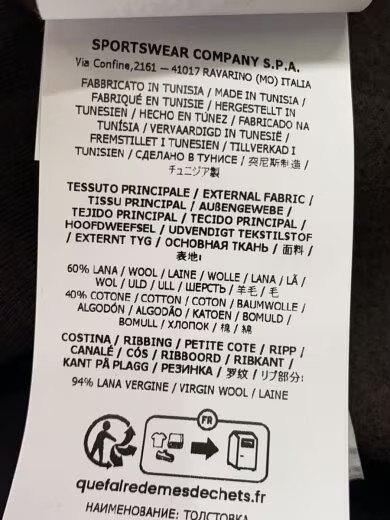 SPORTSWEAR COMPANY S.P.A.
Via Confine,2161 — 41017 RAVARINO (MO) ITALIA
FABBRICATO IN TUNISIA / MADE IN TUNISIA /
FABRIQUÉ EN TUNISIE / HERGESTELLT IN
TUNESIEN / HECHO EN TÚNEZ / FABRICADO NA
TUNÍSIA / VERVAARDIGD IN TUNESIË /
FREMSTILLET I TUNESIEN / TILLVERKAD I
TUNISIEN / СДЕЛАНО В ТУНИСЕ / 突尼斯制造 /
チュニジア製
TESSUTO PRINCIPALE / EXTERNAL FABRIC /
TISSU PRINCIPAL / AUßENGEWEBE /
TEJIDO PRINCIPAL / TECIDO PRINCIPAL /
HOOFDWEEFSEL / UDVENDIGT TEKSTILSTOF
/ EXTERNT TYG / ОСНОВНАЯ ТКАНЬ / 面料 /
表地:
60% LANA / WOOL / LAINE / WOLLE / LANA / LÃ /
WOL / ULD / ULL / ШЕРСТЬ / 羊毛 / 毛
40% COTONE / COTTON / COTON / BAUMWOLLE /
ALGODÓN / ALGODÃO / KATOEN / BOMULD /
BOMULL / ХЛОПОК / 棉 / 綿
COSTINA / RIBBING / PETITE COTE / RIPP /
CANALÉ / CÓS / RIBBOORD / RIBKANT /
KANT PÅ PLAGG / РЕЗИНКА / 罗纹 / リブ部分:
94% LANA VERGINE / VIRGIN WOOL / LAINE
FR
quefairedemesdechets.fr
НАИМЕНОВАНИЕ: ТОЛСТОВКА